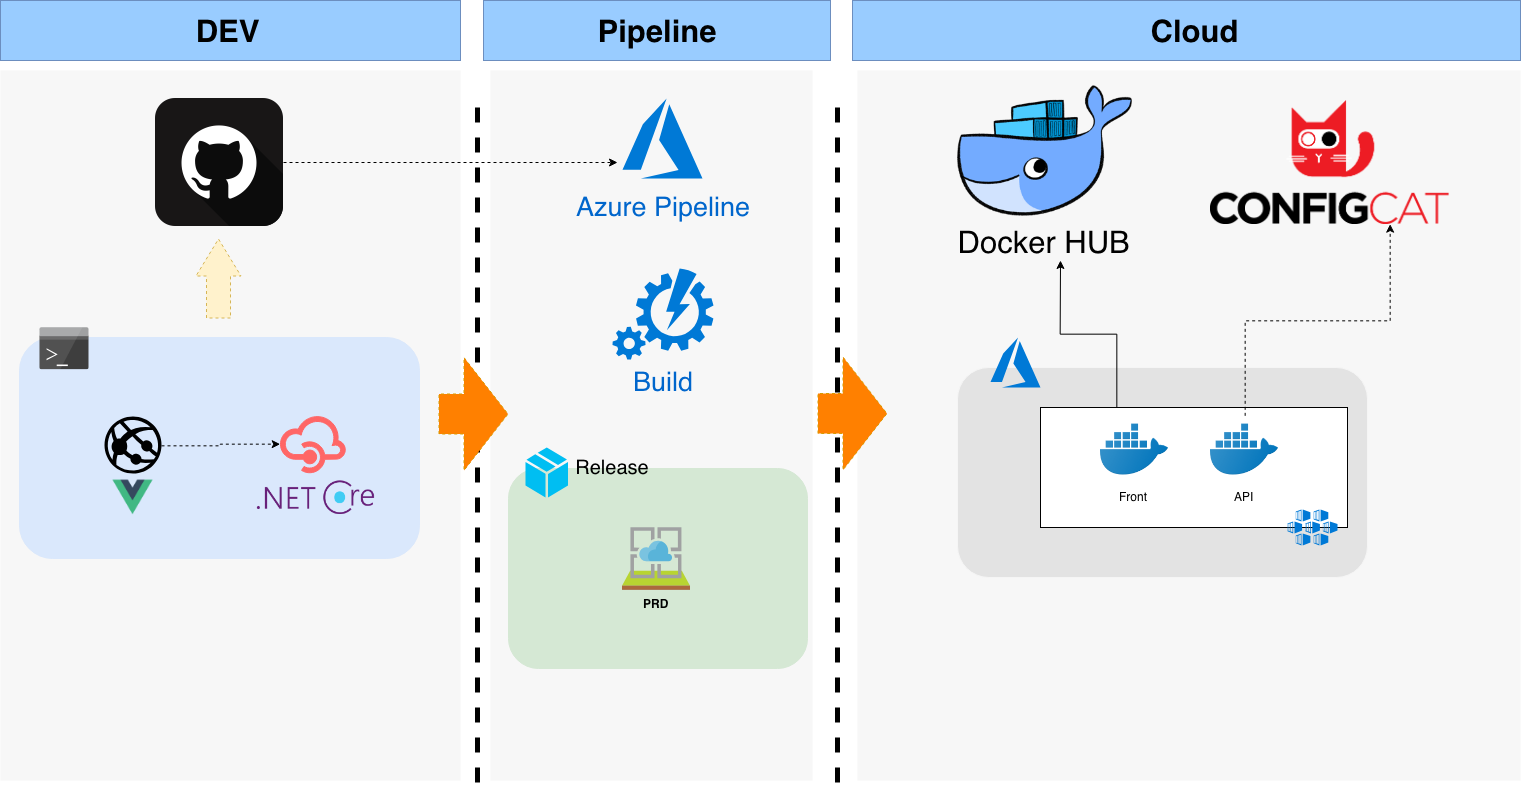 DEV
Pipeline
Cloud
Azure Pipeline
Docker HUB
CONFIGCAT
>_
Build
.NET Core
Release
PRD
Front
API